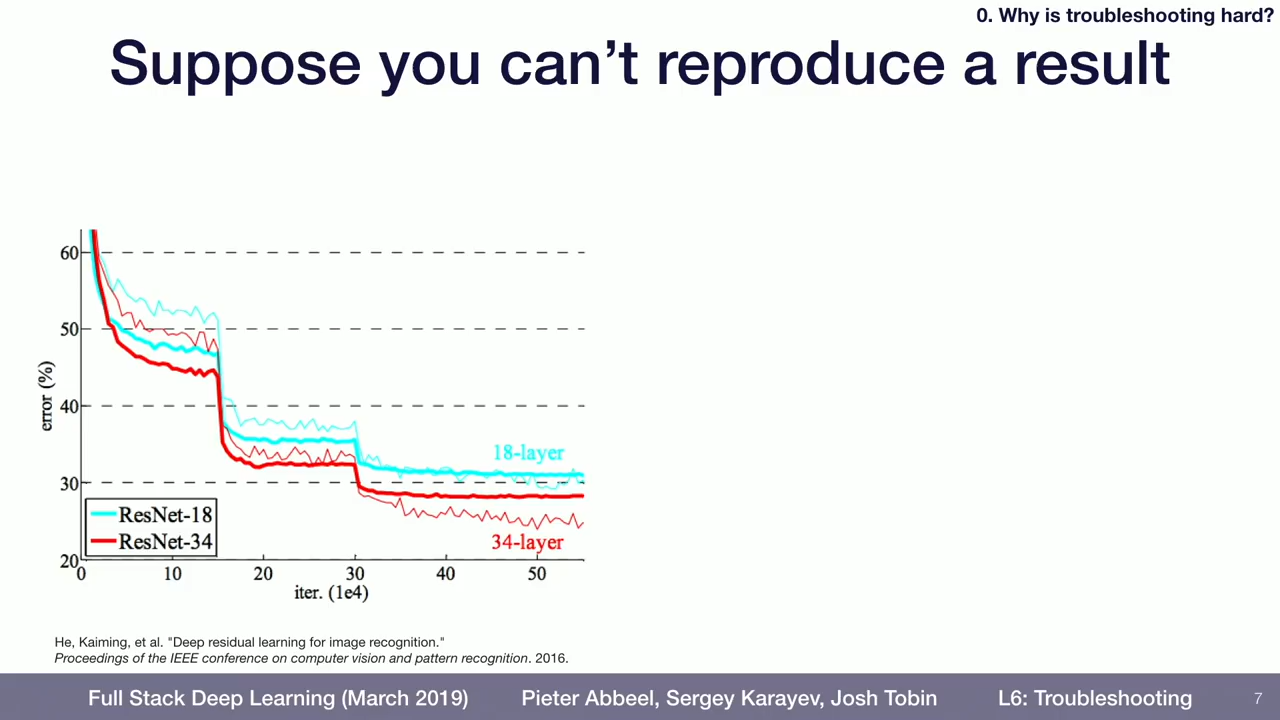 0. Why is troubleshooting hard?
Suppose you can’t reproduce a result
60
50
40
30
20
error (%)
18-layer
34-layer
ResNet-18
ResNet-34
0 10 20 30 40 50
iter. (1e4)
He, Kaiming, et al. "Deep residual learning for image recognition."
Proceedings of the IEEE conference on computer vision and pattern recognition. 2016.
Full Stack Deep Learning (March 2019) Pieter Abbeel, Sergey Karayev, Josh Tobin L6: Troubleshooting 7